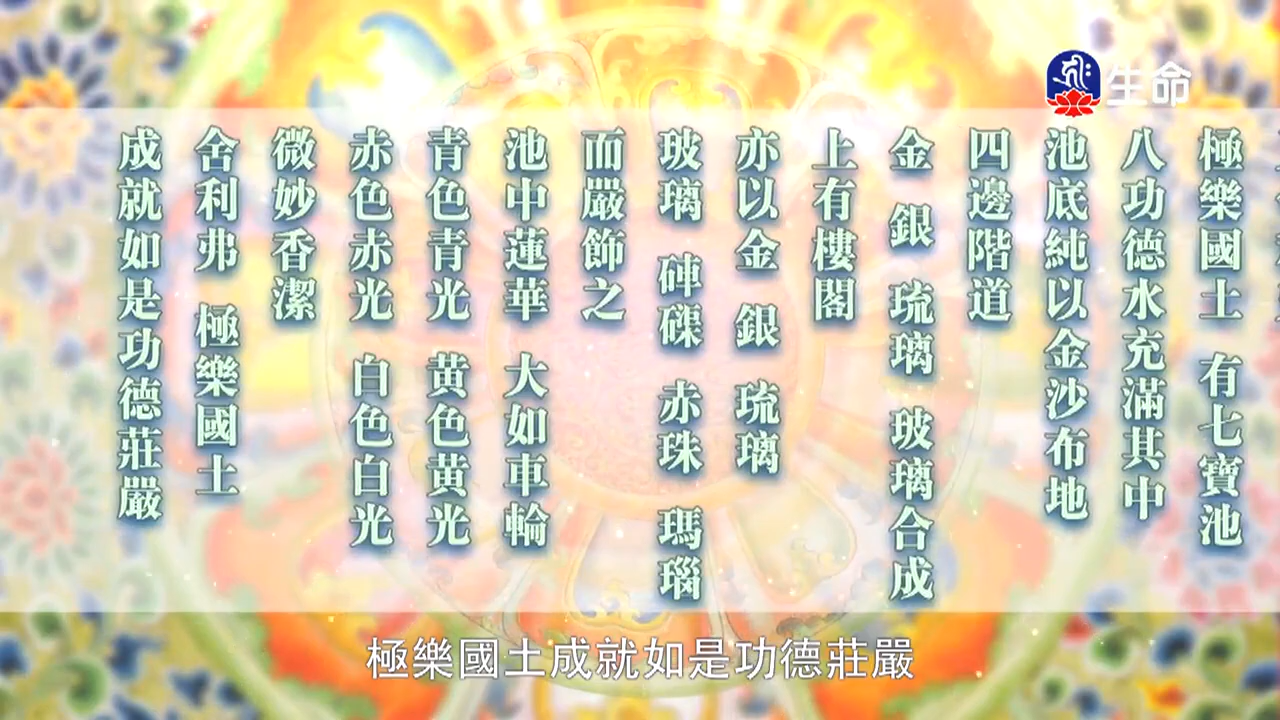 生命
極樂國土 有七寶池
八功德水充滿其中
池底純以金沙布地
四邊階道
金 銀 琉璃 玻璃合成
上有樓閣
亦以金 銀 琉璃
玻璃 硨磲 赤珠 瑪瑙
而嚴飾之
池中蓮華 大如車輪
青色青光 黃色黃光
赤色赤光 白色白光
微妙香潔
舍利弗 極樂國土
成就如是功德莊嚴
極樂國土成就如是功德莊嚴